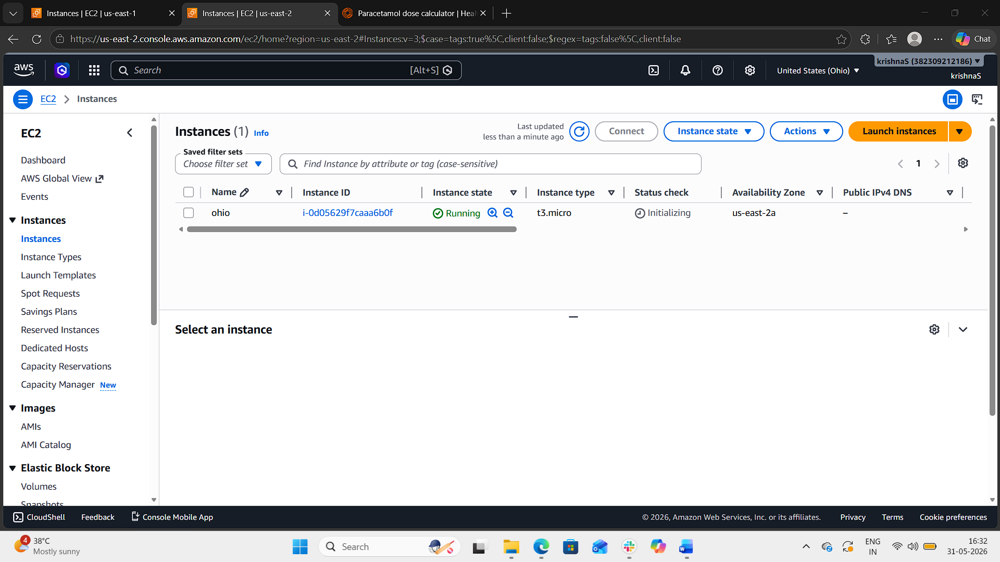 Instances | EC2 | us-east-1
Instances | EC2 | us-east-2
Paracetamol dose calculator | Heal
https://us-east-2.console.aws.amazon.com/ec2/home?region=us-east-2#Instances:v=3;$case=tags:true%5C,client:false;$regex=tags:false%5C,client:false
Chat
aws
Search
[Alt+S]
United States (Ohio)
krishnaS (382309212186)
krishnaS
EC2
Instances
EC2
Dashboard
AWS Global View
Events
Instances
Instances
Instance Types
Launch Templates
Spot Requests
Savings Plans
Reserved Instances
Dedicated Hosts
Capacity Reservations
Capacity Manager New
Images
AMIs
AMI Catalog
Elastic Block Store
Volumes
Snapshots
Instances (1) Info
Last updated
less than a minute ago
Connect
Instance state
Actions
Launch instances
Saved filter sets
Choose filter set
Find Instance by attribute or tag (case-sensitive)
1
Name
Instance ID
Instance state
Instance type
Status check
Availability Zone
Public IPv4 DNS
ohio
i-0d05629f7caaa6b0f
Running
t3.micro
Initializing
us-east-2a
–
Select an instance
CloudShell
Feedback
Console Mobile App
© 2026, Amazon Web Services, Inc. or its affiliates.
Privacy
Terms
Cookie preferences
4
38°C
Mostly sunny
Search
ENG
IN
16:32
31-05-2026